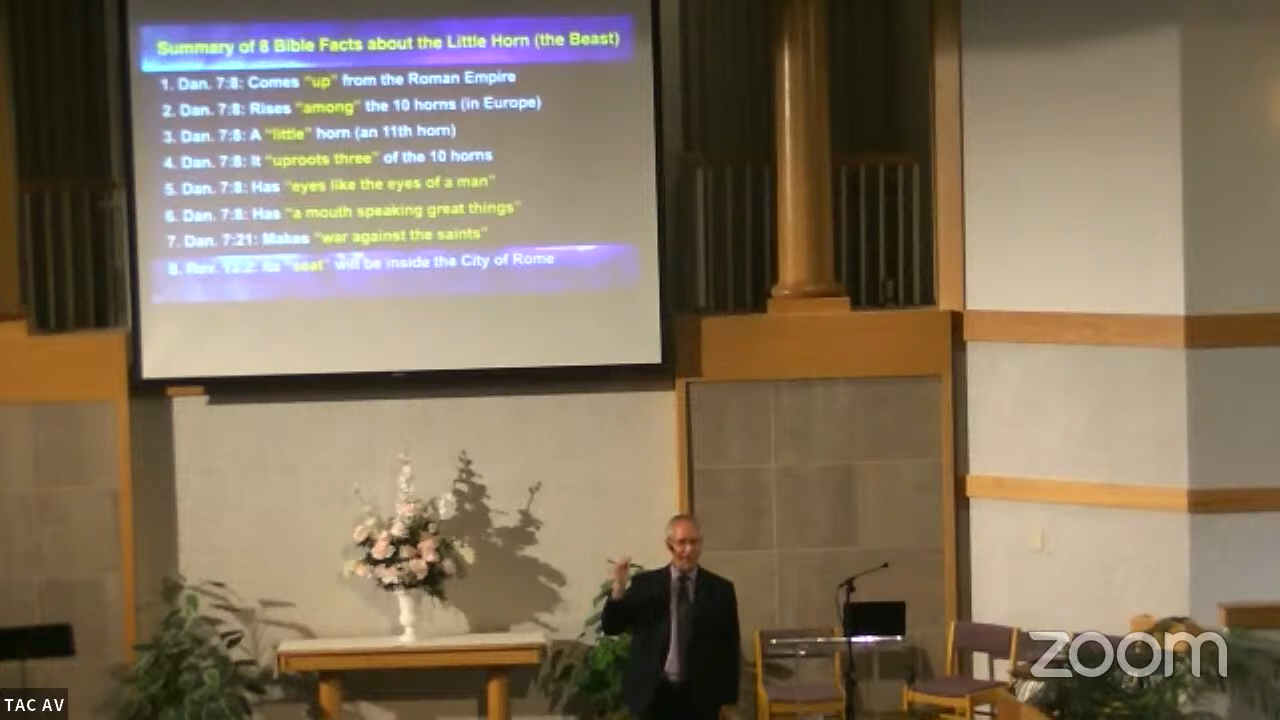 Summary of 8 Bible Facts about the Little Horn (the Beast)
1. Dan. 7:8: Comes "up" from the Roman Empire
2. Dan. 7:8: Rises "among" the 10 horns (in Europe)
3. Dan. 7:8: A "little" horn (an 11th horn)
4. Dan. 7:8: It "uproots three" of the 10 horns
5. Dan. 7:8: Has "eyes like the eyes of a man"
6. Dan. 7:8: Has "a mouth speaking great things"
7. Dan. 7:21: Makes "war against the saints"
8. Rev. "seat" will be inside the City of Rome
zoom
TAC AV